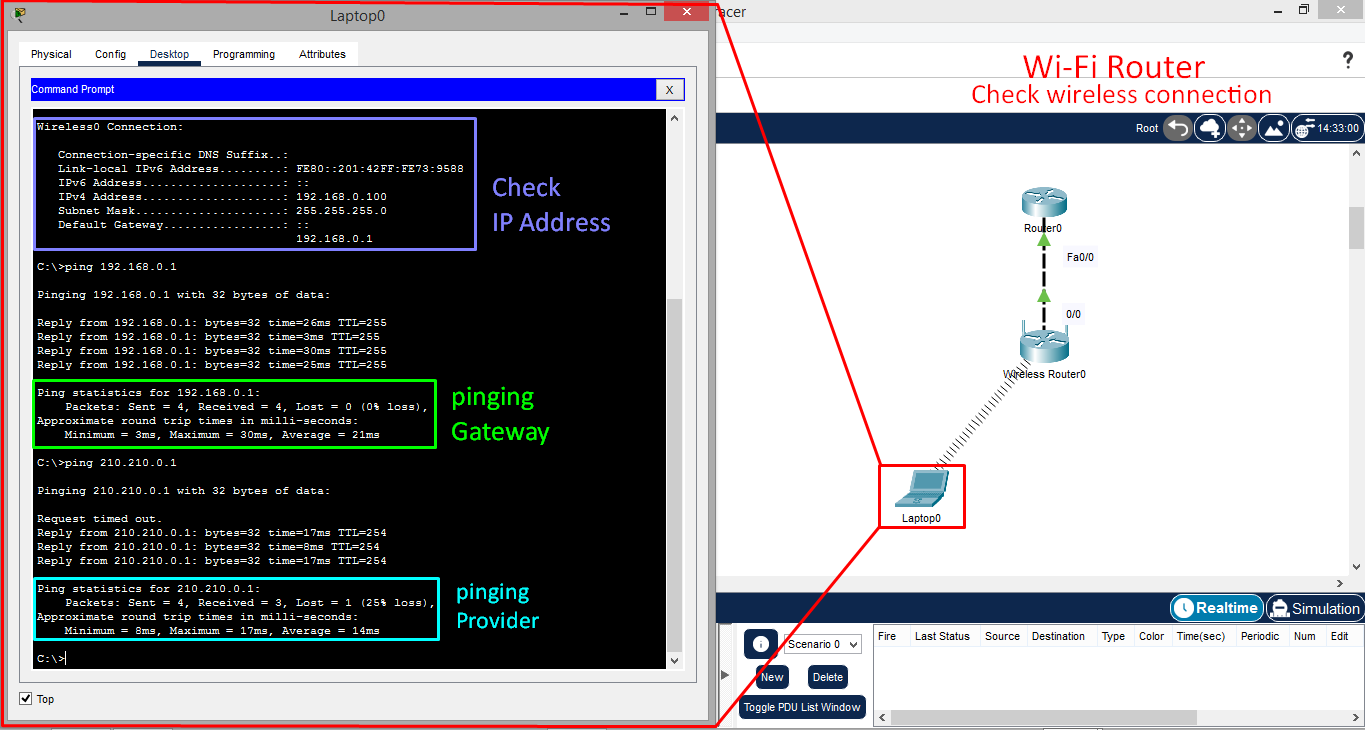 Laptop0
Physical Config Desktop Programming Attributes
Command Prompt X
Wireless0 Connection:
Connection-specific DNS Suffix..:
Link-local IPv6 Address.........: FE80::201:42FF:FE73:9588
IPv6 Address....................: ::
IPv4 Address....................: 192.168.0.100
Subnet Mask.....................: 255.255.255.0
Default Gateway.................: ::
192.168.0.1
Check
IP Address
C:\>ping 192.168.0.1
Pinging 192.168.0.1 with 32 bytes of data:
Reply from 192.168.0.1: bytes=32 time=26ms TTL=255
Reply from 192.168.0.1: bytes=32 time=3ms TTL=255
Reply from 192.168.0.1: bytes=32 time=30ms TTL=255
Reply from 192.168.0.1: bytes=32 time=25ms TTL=255
Ping statistics for 192.168.0.1:
Packets: Sent = 4, Received = 4, Lost = 0 (0% loss),
Approximate round trip times in milli-seconds:
Minimum = 3ms, Maximum = 30ms, Average = 21ms
pinging
Gateway
C:\>ping 210.210.0.1
Pinging 210.210.0.1 with 32 bytes of data:
Request timed out.
Reply from 210.210.0.1: bytes=32 time=17ms TTL=254
Reply from 210.210.0.1: bytes=32 time=8ms TTL=254
Reply from 210.210.0.1: bytes=32 time=17ms TTL=254
Ping statistics for 210.210.0.1:
Packets: Sent = 4, Received = 3, Lost = 1 (25% loss),
Approximate round trip times in milli-seconds:
Minimum = 8ms, Maximum = 17ms, Average = 14ms
pinging
Provider
C:\>
Top
racer
Wi-Fi Router
Check wireless connection
?
Root 14:33:00
Router0
Fa0/0
0/0
Wireless Router0
Laptop0
Realtime Simulation
Scenario 0
New Delete
Toggle PDU List Window
Fire Last Status Source Destination Type Color Time(sec) Periodic Num Edit